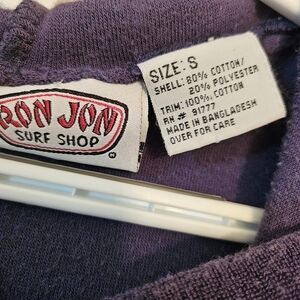 RON JON
SURF SHOP
®
SIZE: S
SHELL: 80% COTTON/
20% POLYESTER
TRIM: 100% COTTON
RN # 91777
MADE IN BANGLADESH
OVER FOR CARE